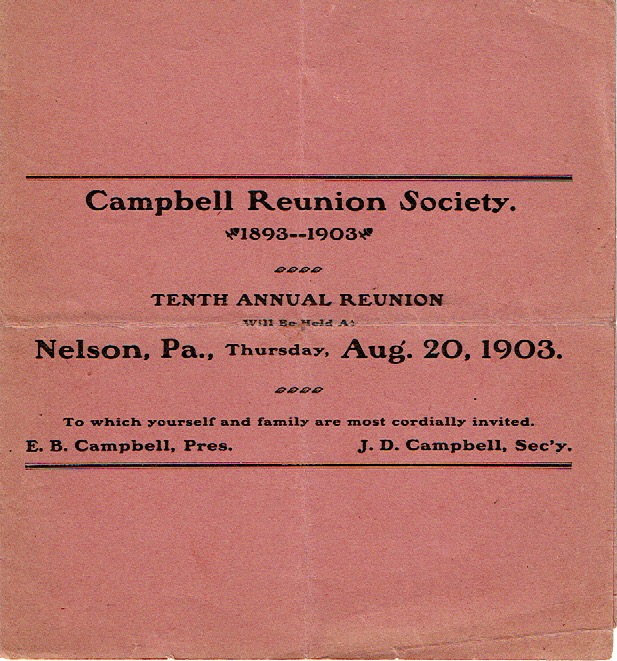 Campbell Reunion Society.
1893--1903
TENTH ANNUAL REUNION
Will Be Held At
Nelson, Pa., Thursday, Aug. 20, 1903.
To which yourself and family are most cordially invited.
E. B. Campbell, Pres. J. D. Campbell, Sec'y.